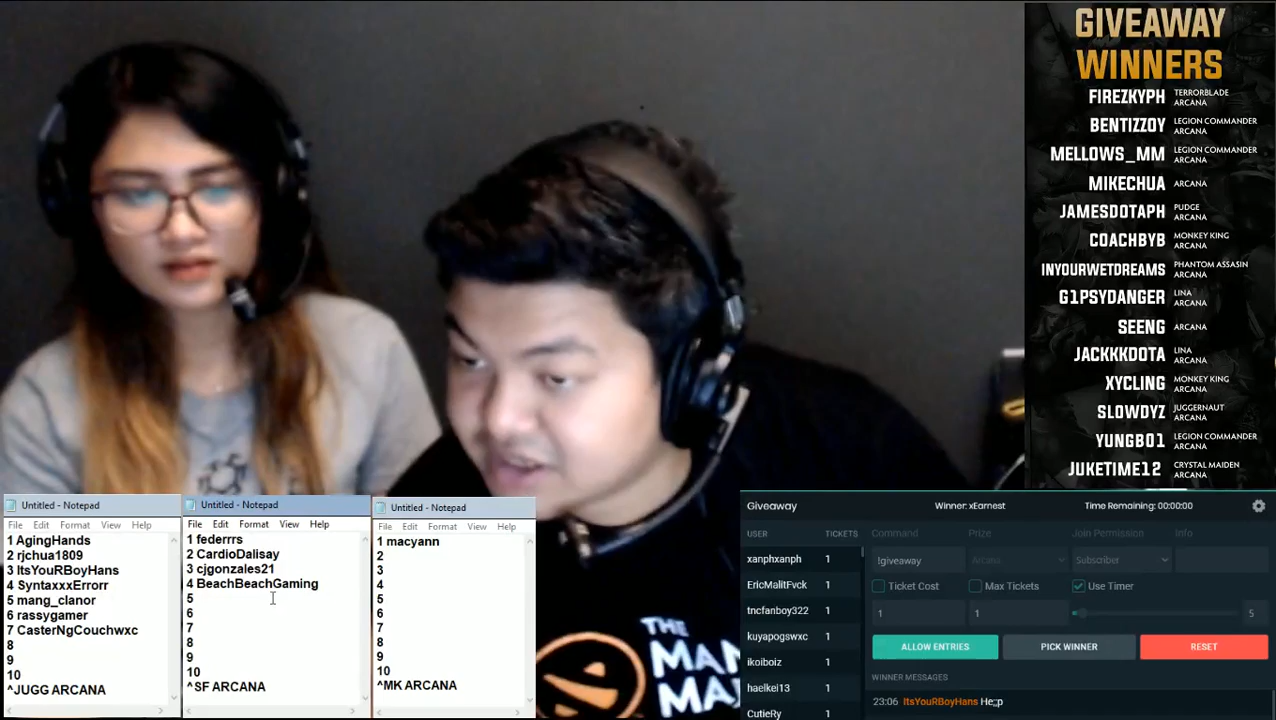 GIVEAWAY
WINNERS
FIREZKYPH TERRORBLADE ARCANA
BENTIZZOY LEGION COMMANDER ARCANA
MELLOWS_MM LEGION COMMANDER ARCANA
MIKECHUA ARCANA
JAMESDOTAPH PUDGE ARCANA
COACHBYB MONKEY KING ARCANA
INYOURWETDREAMS PHANTOM ASSASIN ARCANA
G1PSYDANGER LINA ARCANA
SEENG ARCANA
JACKKKDOTA LINA ARCANA
XYCLING MONKEY KING ARCANA
SLOWDYZ JUGGERNAUT ARCANA
YUNGBO1 LEGION COMMANDER ARCANA
JUKETIME12 CRYSTAL MAIDEN ARCANA
Untitled - Notepad
File Edit Format View Help
1 AgingHands
2 rjchua1809
3 ItsYouRBoyHans
4 SyntaxxxErrorr
5 mang_clanor
6 rassygamer
7 CasterNgCouchwxc
8
9
10
^JUGG ARCANA
Untitled - Notepad
File Edit Format View Help
1 federrrs
2 CardioDalisay
3 cjgonzales21
4 BeachBeachGaming
5
6
7
8
9
10
^SF ARCANA
Untitled - Notepad
File Edit Format View Help
1 macyann
2
3
4
5
6
7
8
9
10
^MK ARCANA
THE
MAN
MA
Giveaway Winner: xEarnest Time Remaining: 00:00:00
USER TICKETS
xanphxanph 1
EricMalitFvck 1
tncfanboy322 1
kuyapogswxc 1
ikoiboiz 1
haelkei13 1
CutieRy 1
Command Prize Join Permission Info
!giveaway Arcana Subscriber
Ticket Cost Max Tickets Use Timer
1 1 5
ALLOW ENTRIES PICK WINNER RESET
WINNER MESSAGES
23:06 ItsYouRBoyHans He;;p